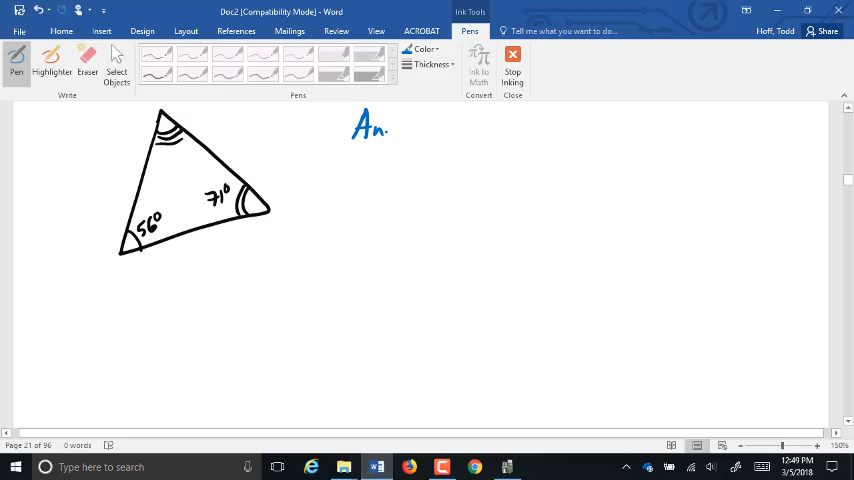 Doc2 [Compatibility Mode] - Word
Ink Tools
Hoff, Todd
File Home Insert Design Layout References Mailings Review View ACROBAT Pens Tell me what you want to do... Share
Pen Highlighter Eraser Select Objects
Color
Thickness
Ink to Math
Stop Inking
Write Pens Convert Close
An
71°
56°
Page 21 of 96 0 words 150%
Type here to search
12:49 PM
3/5/2018